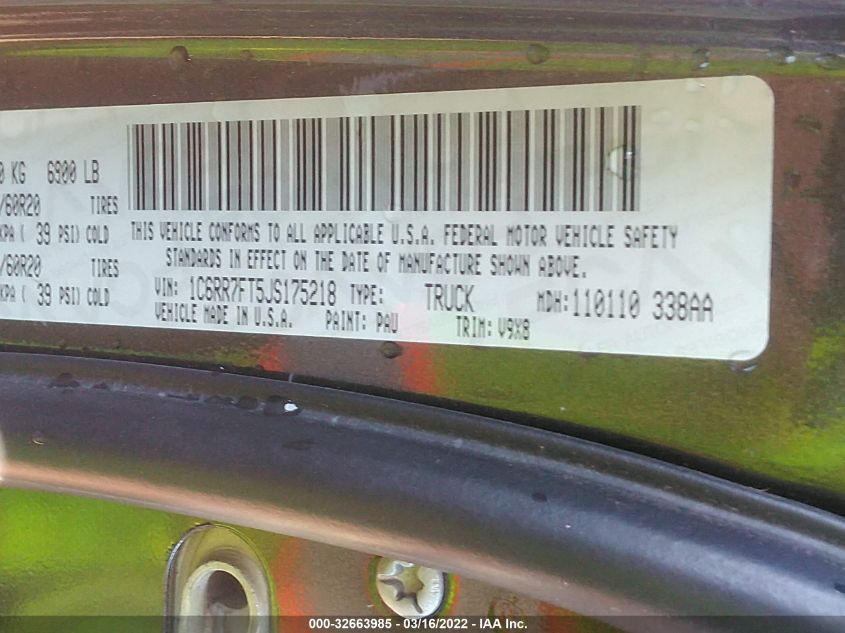 0 KG 6900 LB
/60R20 TIRES
KPA ( 39 PSI) COLD
/60R20 TIRES
KPA ( 39 PSI) COLD
THIS VEHICLE CONFORMS TO ALL APPLICABLE U.S.A. FEDERAL MOTOR VEHICLE SAFETY
STANDARDS IN EFFECT ON THE DATE OF MANUFACTURE SHOWN ABOVE.
VIN: 1C6RR7FT5JS175218 TYPE: TRUCK MDH:110110 338AA
VEHICLE MADE IN U.S.A. PAINT: PAU TRIM: V9X8
000-32663985 - 03/16/2022 - IAA Inc.